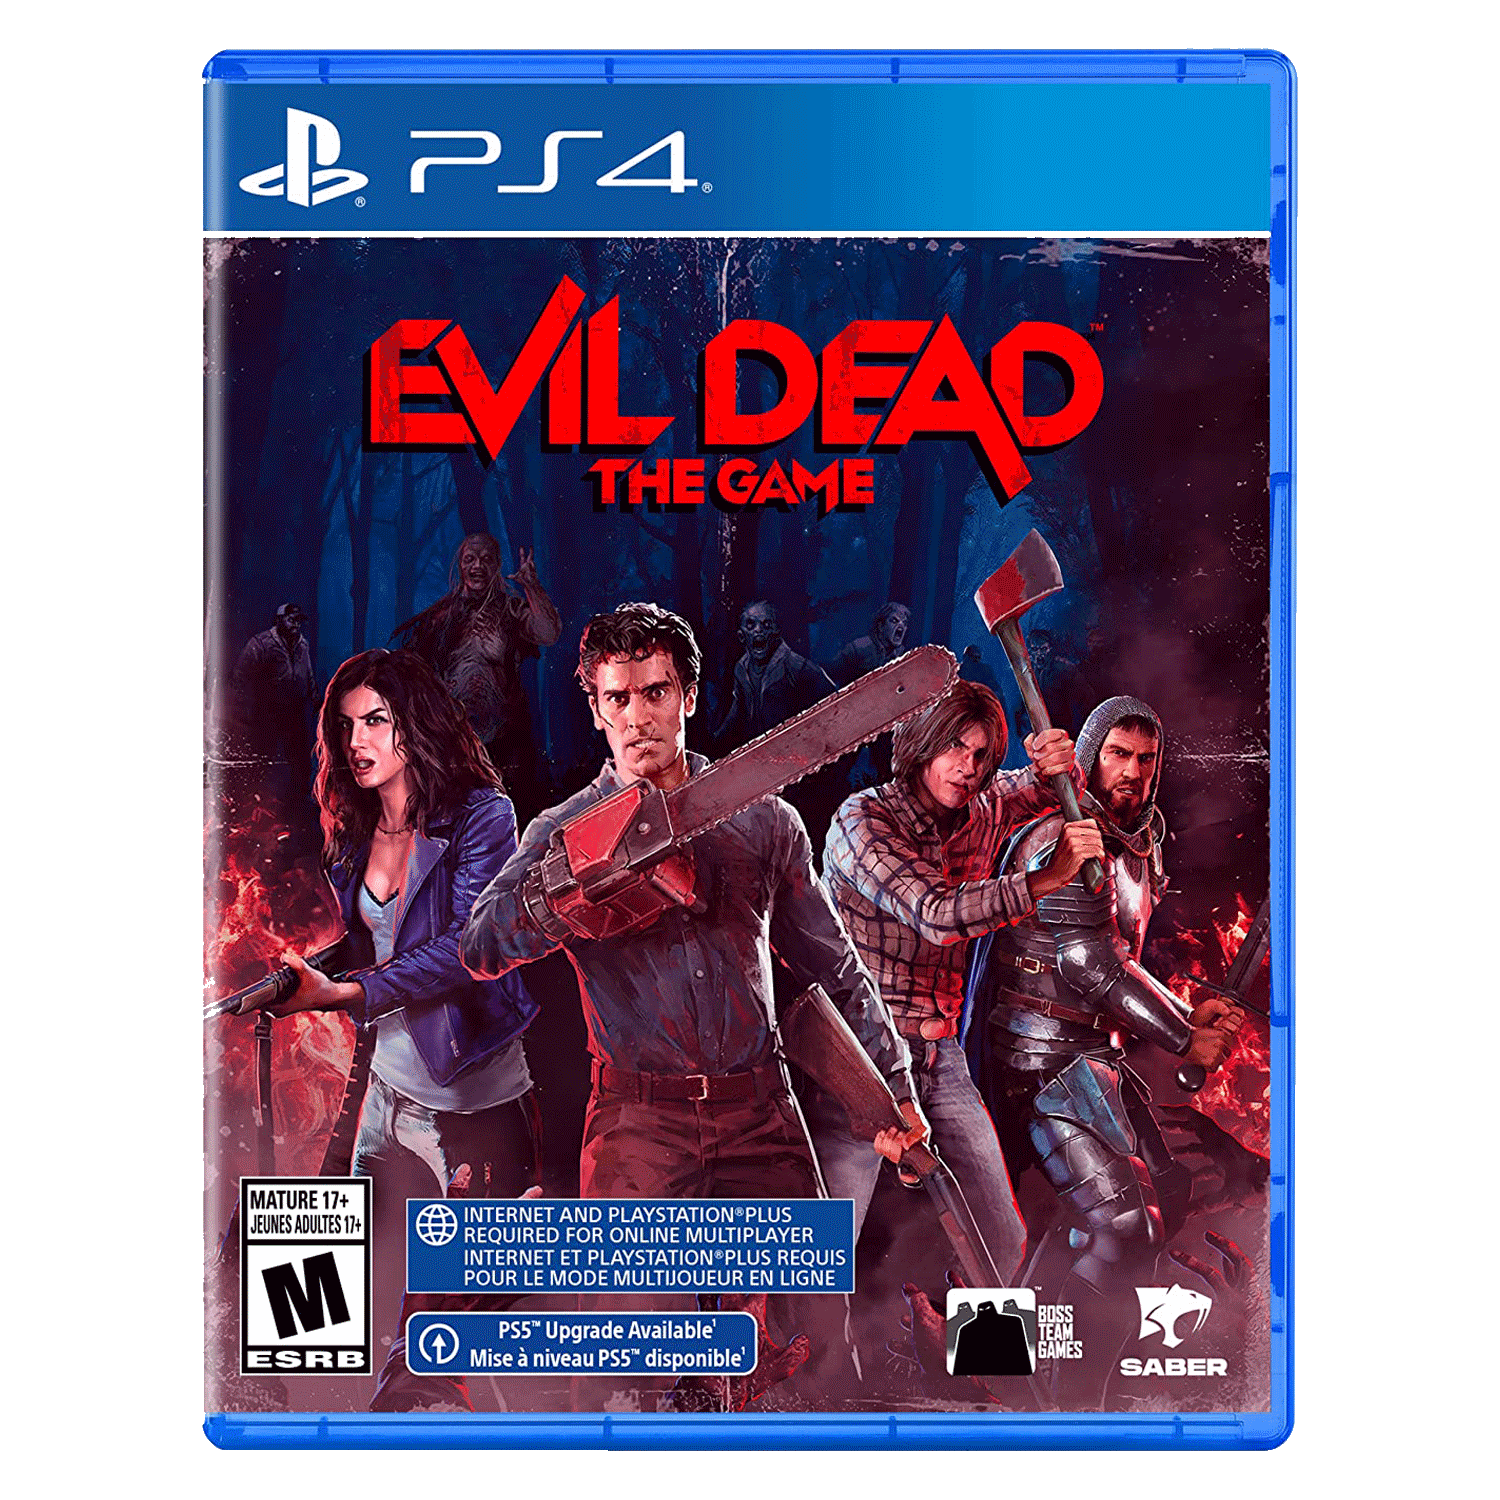 PS4®
EVIL DEAD™
THE GAME
MATURE 17+
JEUNES ADULTES 17+
M
ESRB
INTERNET AND PLAYSTATION®PLUS
REQUIRED FOR ONLINE MULTIPLAYER
INTERNET ET PLAYSTATION®PLUS REQUIS
POUR LE MODE MULTIJOUEUR EN LIGNE
PS5™ Upgrade Available¹
Mise à niveau PS5™ disponible¹
BOSS
TEAM
GAMES™
SABER